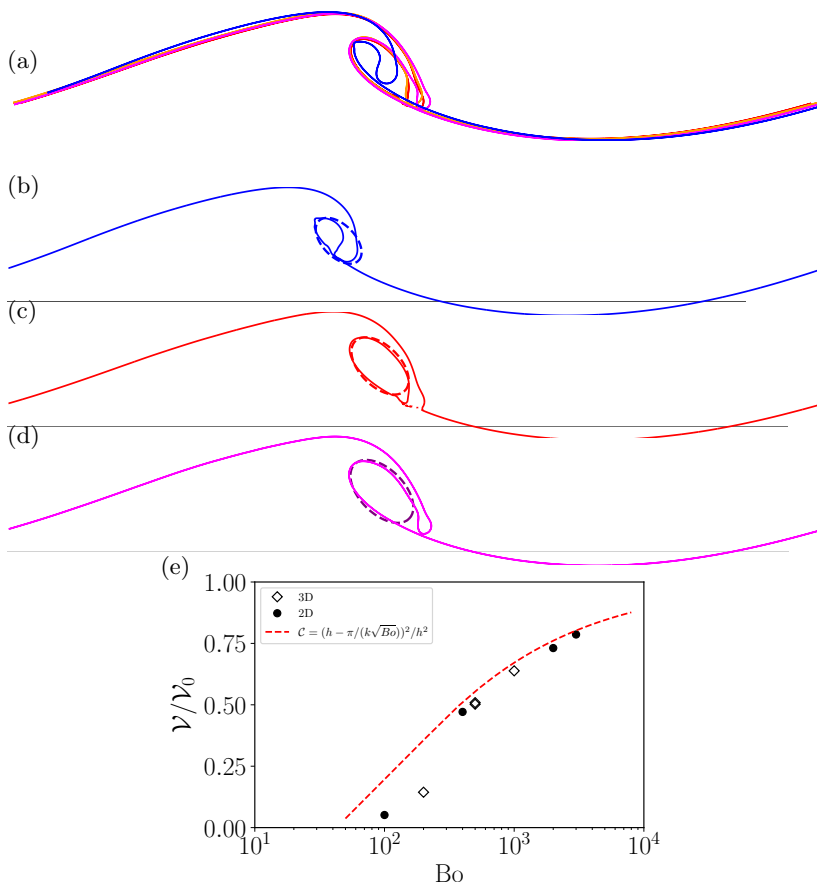 (a)
(b)
(c)
(d)
(e)
1.00
0.75
0.50
0.25
0.00
𝒱/𝒱₀
3D
2D
𝒞 = (h − π/(k√Bo))²/h²
10¹ 10² 10³ 10⁴
Bo